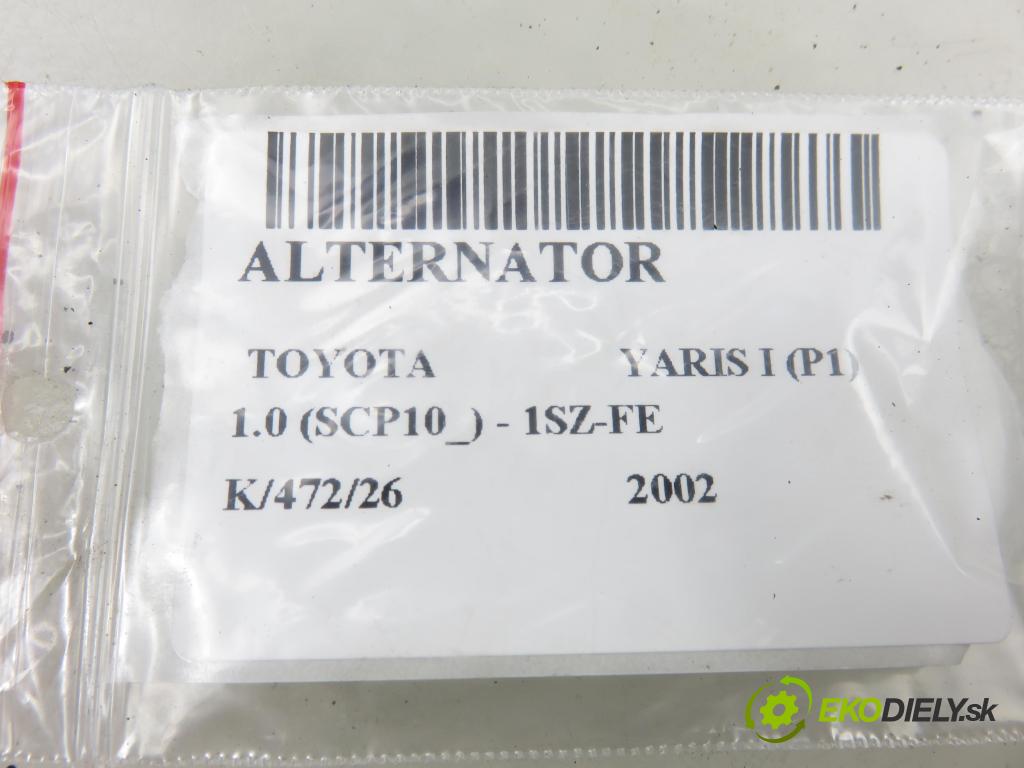 ALTERNATOR
TOYOTA YARIS I (P1)
1.0 (SCP10_) - 1SZ-FE
K/472/26 2002
EKODIELY.sk